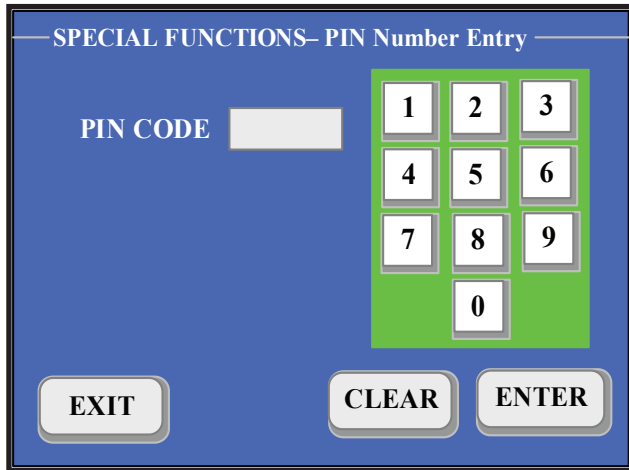 SPECIAL FUNCTIONS– PIN Number Entry
PIN CODE
1 2 3
4 5 6
7 8 9
0
EXIT CLEAR ENTER